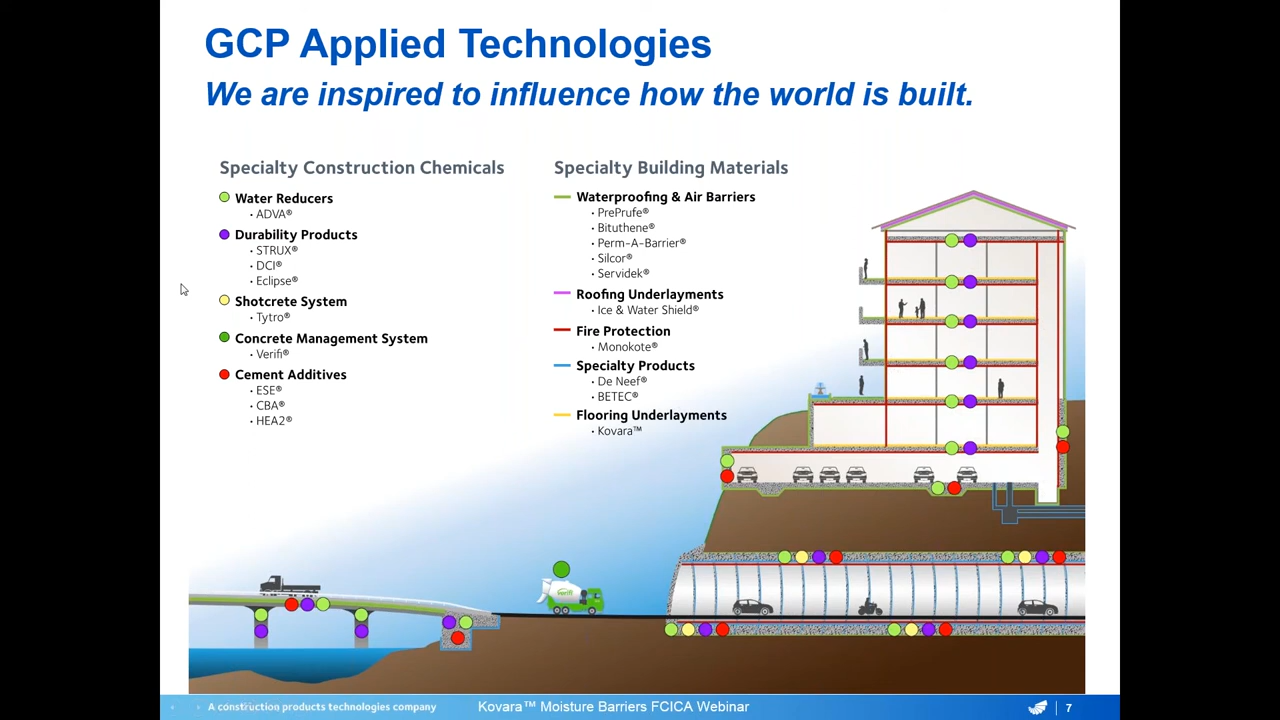 GCP Applied Technologies
We are inspired to influence how the world is built.
Specialty Construction Chemicals
Water Reducers
• ADVA®
Durability Products
• STRUX®
• DCI®
• Eclipse®
Shotcrete System
• Tytro®
Concrete Management System
• Verifi®
Cement Additives
• ESE®
• CBA®
• HEA2®
Specialty Building Materials
Waterproofing & Air Barriers
• PrePrufe®
• Bituthene®
• Perm-A-Barrier®
• Silcor®
• Servidek®
Roofing Underlayments
• Ice & Water Shield®
Fire Protection
• Monokote®
Specialty Products
• De Neef®
• BETEC®
Flooring Underlayments
• Kovara™
verifi
A construction products technologies company
Kovara™ Moisture Barriers FCICA Webinar
7